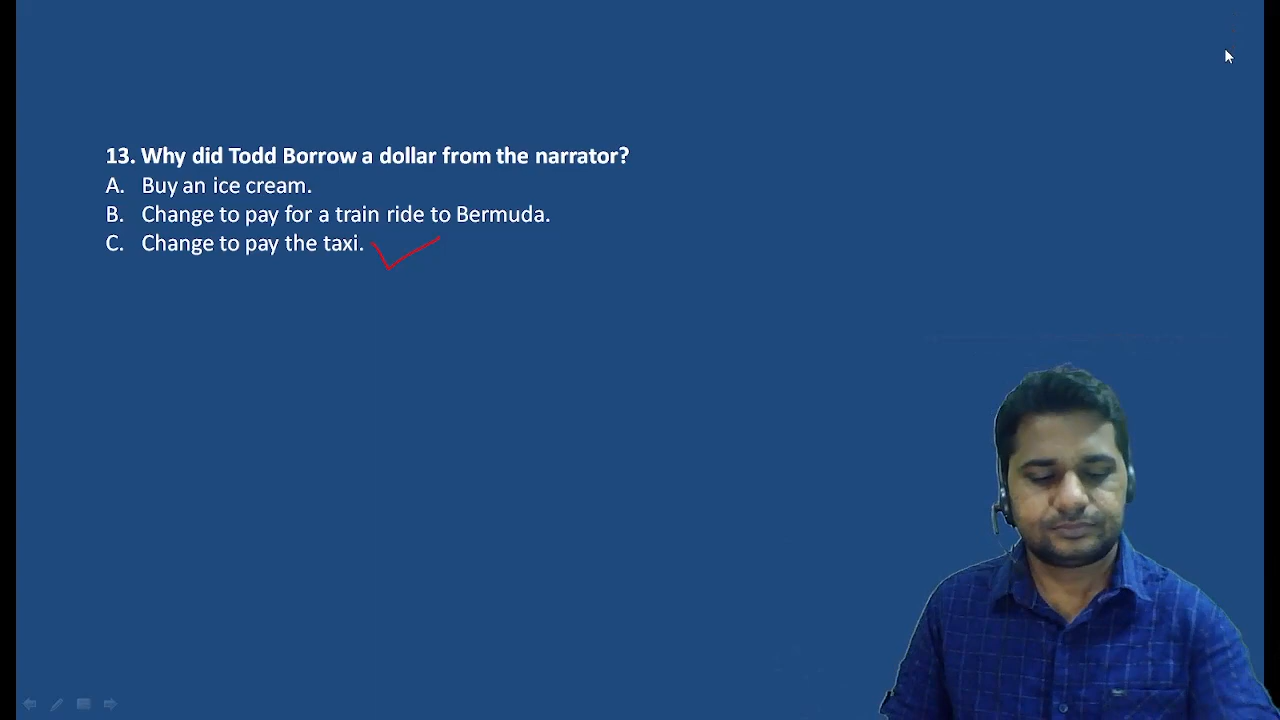 13. Why did Todd Borrow a dollar from the narrator?
A. Buy an ice cream.
B. Change to pay for a train ride to Bermuda.
C. Change to pay the taxi.